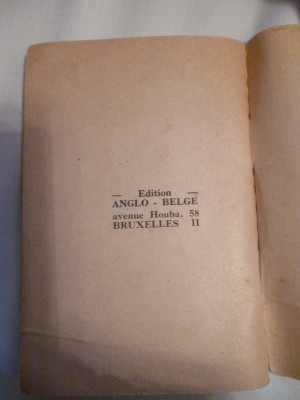 — Edition —
ANGLO - BELGE
avenue Houba, 58
BRUXELLES II